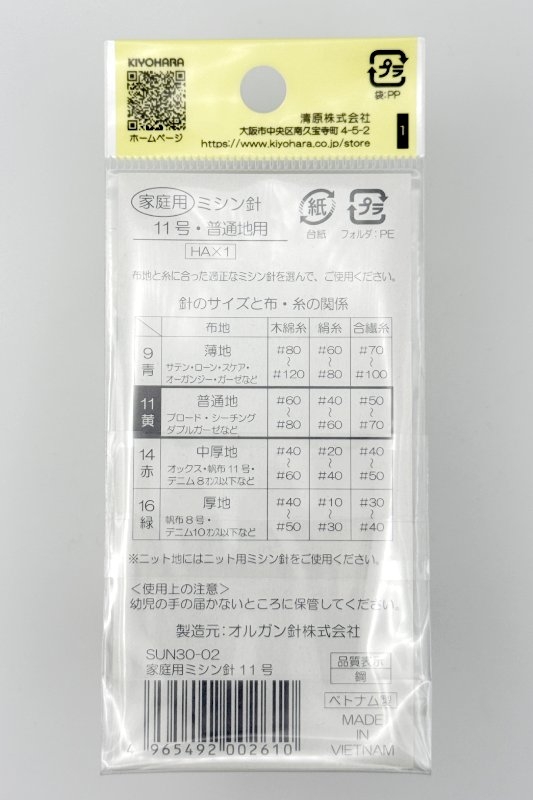 KIYOHARA
ホームページ
プラ
袋:PP
清原株式会社
大阪市中央区南久宝寺町 4-5-2
https://www.kiyohara.co.jp/store
1
家庭用 ミシン針
11号・普通地用
HA×1
紙
台紙
プラ
フォルダ:PE
布地と糸に合った適正なミシン針を選んで、ご使用ください。
針のサイズと布・糸の関係
布地 木綿糸 絹糸 合繊糸
9 青 薄地 サテン・ローン・スケア・オーガンジー・ガーゼなど #80~#120 #60~#80 #70~#100
11 黄 普通地 ブロード・シーチング ダブルガーゼなど #60~#80 #40~#60 #50~#70
14 赤 中厚地 オックス・帆布11号・デニム8オンス以下など #40~#60 #20~#40 #40~#50
16 緑 厚地 帆布8号・デニム10オンス以下など #40~#50 #10~#30 #30~#40
※ニット地にはニット用ミシン針をご使用ください。
<使用上の注意>
幼児の手の届かないところに保管してください。
製造元:オルガン針株式会社
SUN30-02
家庭用ミシン針 11号
4 965492 002610
品質表示
鋼
ベトナム製
MADE
IN
VIETNAM